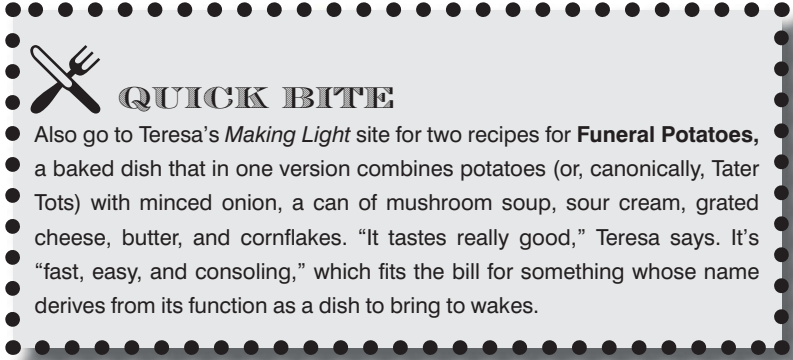 QUICK BITE
Also go to Teresa’s Making Light site for two recipes for Funeral Potatoes,
a baked dish that in one version combines potatoes (or, canonically, Tater
Tots) with minced onion, a can of mushroom soup, sour cream, grated
cheese, butter, and cornflakes. “It tastes really good,” Teresa says. It’s
“fast, easy, and consoling,” which fits the bill for something whose name
derives from its function as a dish to bring to wakes.